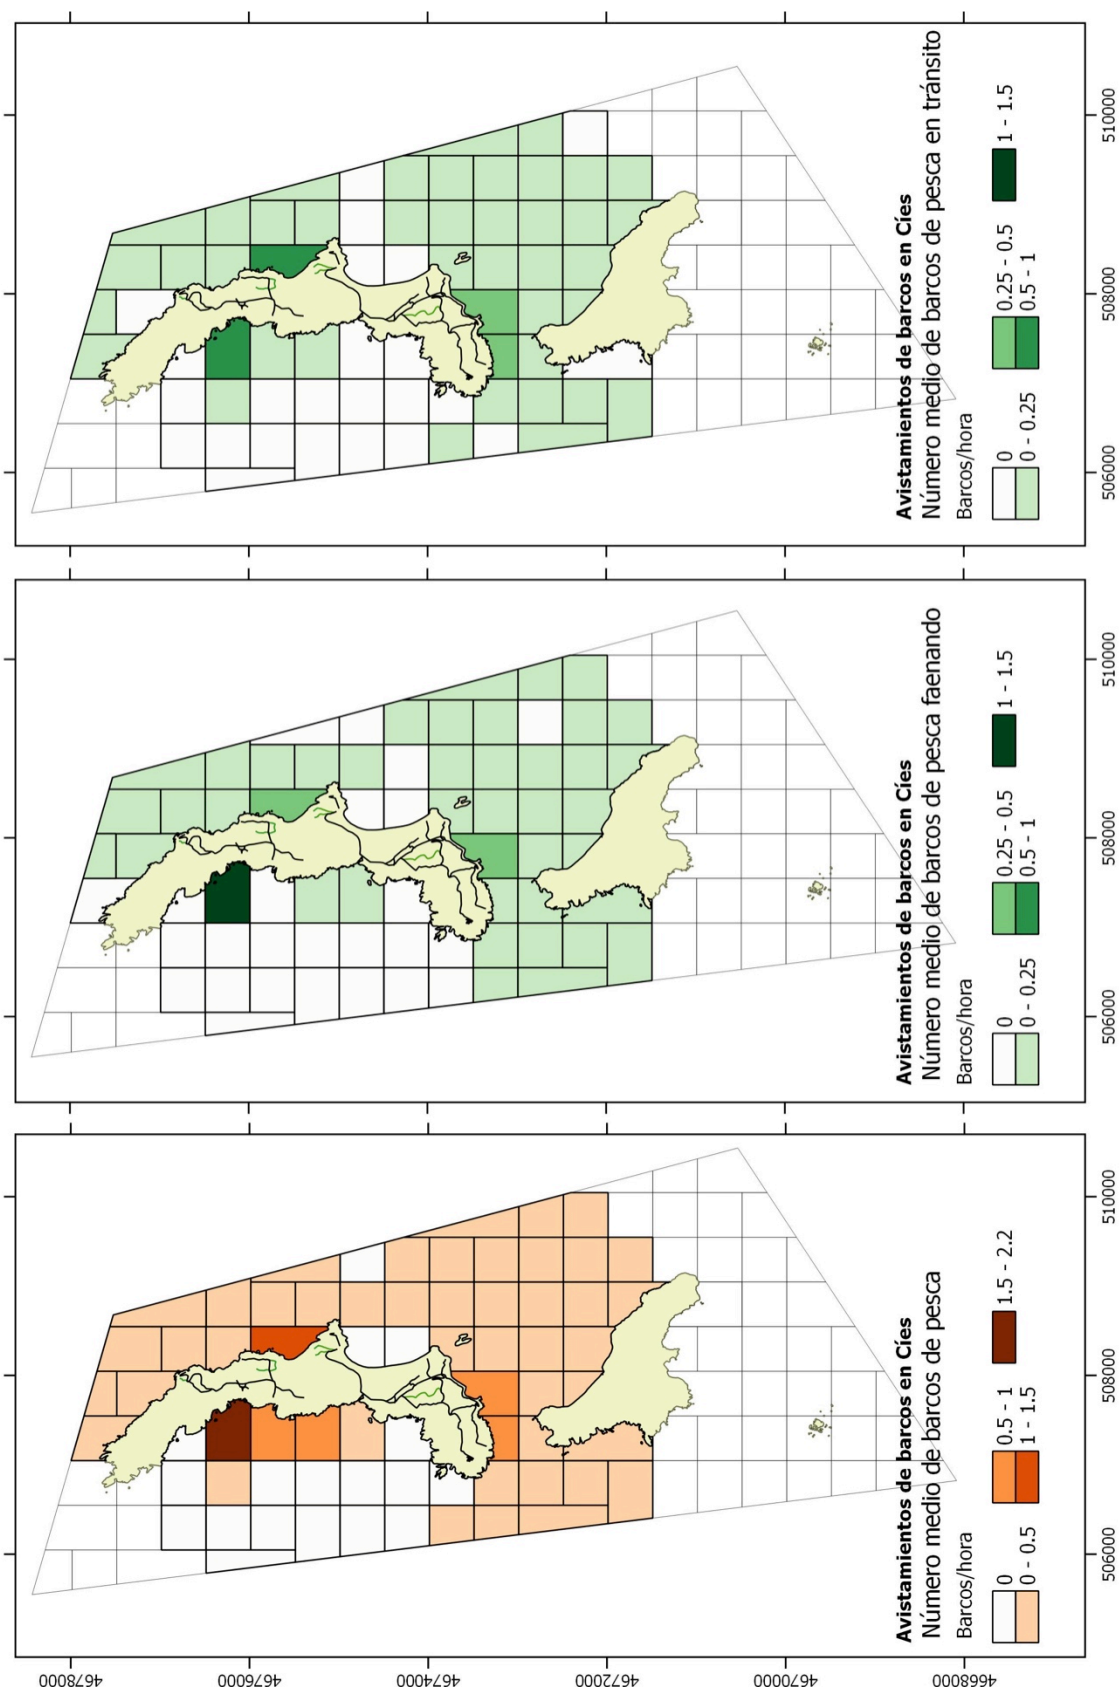 4678000
4676000
4674000
4672000
4670000
4668000
Avistamientos de barcos en Cíes
Número medio de barcos de pesca
Barcos/hora
0
0 - 0.5
0.5 - 1
1 - 1.5
1.5 - 2.2
506000 508000 510000
Avistamientos de barcos en Cíes
Número medio de barcos de pesca faenando
Barcos/hora
0
0 - 0.25
0.25 - 0.5
0.5 - 1
1 - 1.5
506000 508000 510000
Avistamientos de barcos en Cíes
Número medio de barcos de pesca en tránsito
Barcos/hora
0
0 - 0.25
0.25 - 0.5
0.5 - 1
1 - 1.5
506000 508000 510000